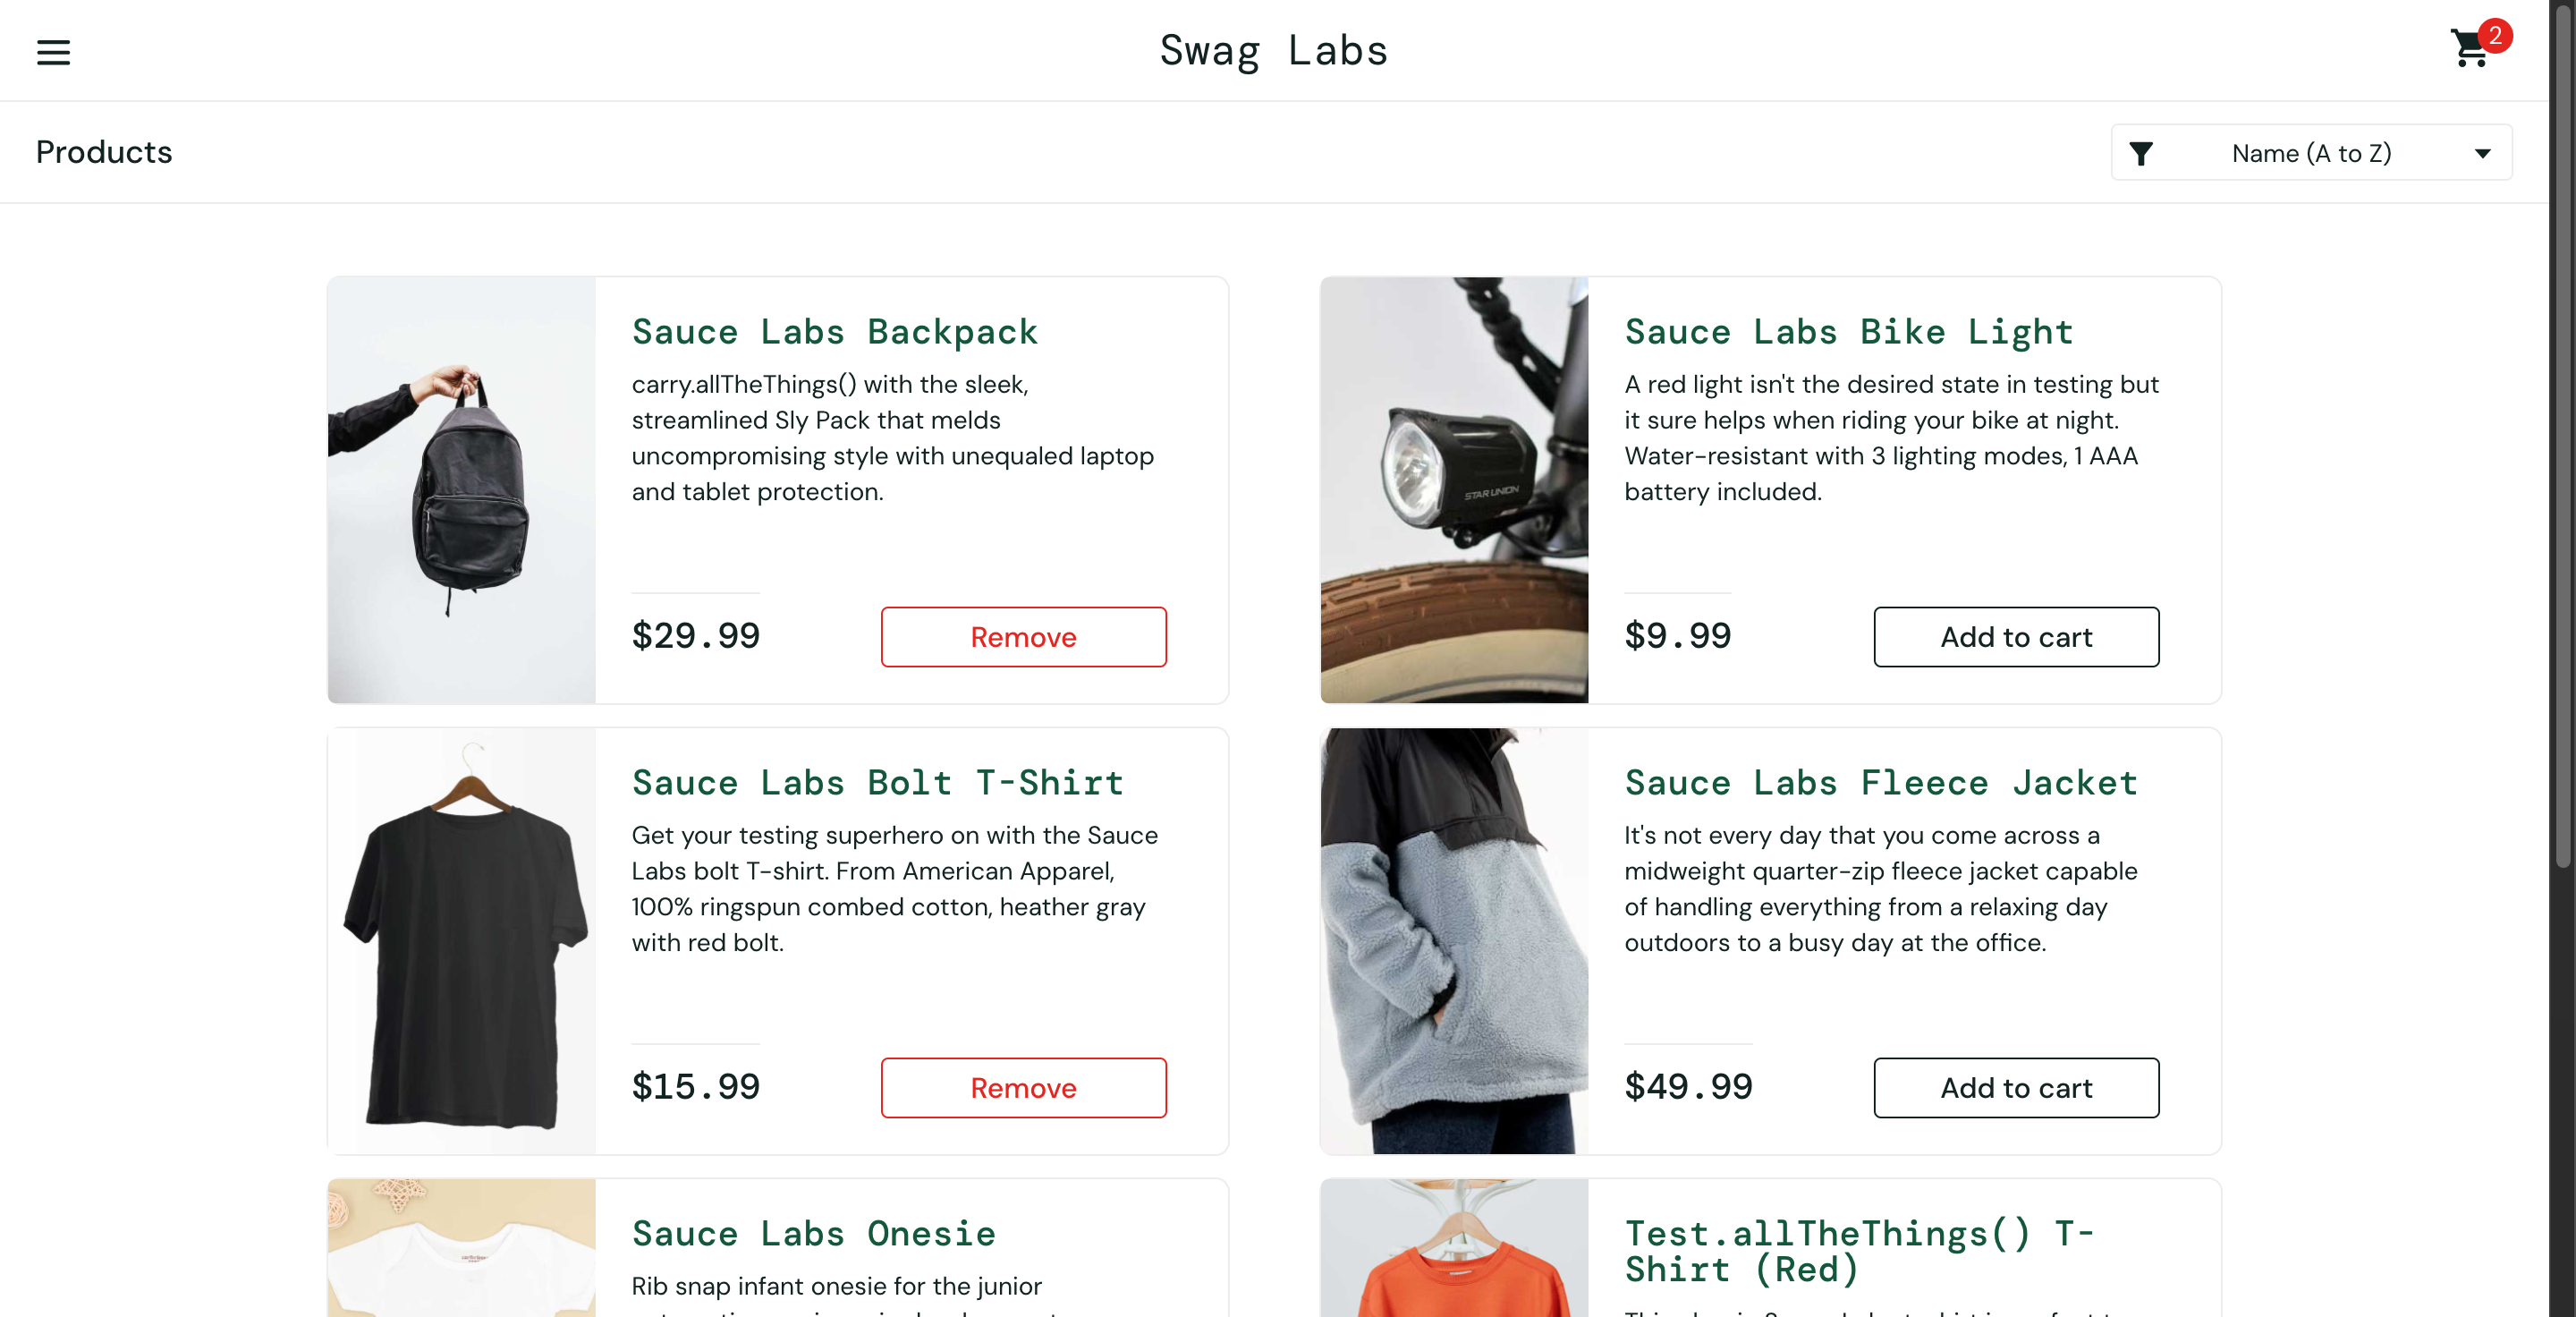 Swag Labs
2
Products
Name (A to Z)
Sauce Labs Backpack
carry.allTheThings() with the sleek,
streamlined Sly Pack that melds
uncompromising style with unequaled laptop
and tablet protection.
$29.99
Remove
Sauce Labs Bike Light
A red light isn't the desired state in testing but
it sure helps when riding your bike at night.
Water-resistant with 3 lighting modes, 1 AAA
battery included.
STAR UNION
$9.99
Add to cart
Sauce Labs Bolt T-Shirt
Get your testing superhero on with the Sauce
Labs bolt T-shirt. From American Apparel,
100% ringspun combed cotton, heather gray
with red bolt.
$15.99
Remove
Sauce Labs Fleece Jacket
It's not every day that you come across a
midweight quarter-zip fleece jacket capable
of handling everything from a relaxing day
outdoors to a busy day at the office.
$49.99
Add to cart
Sauce Labs Onesie
Rib snap infant onesie for the junior
Test.allTheThings() T-
Shirt (Red)